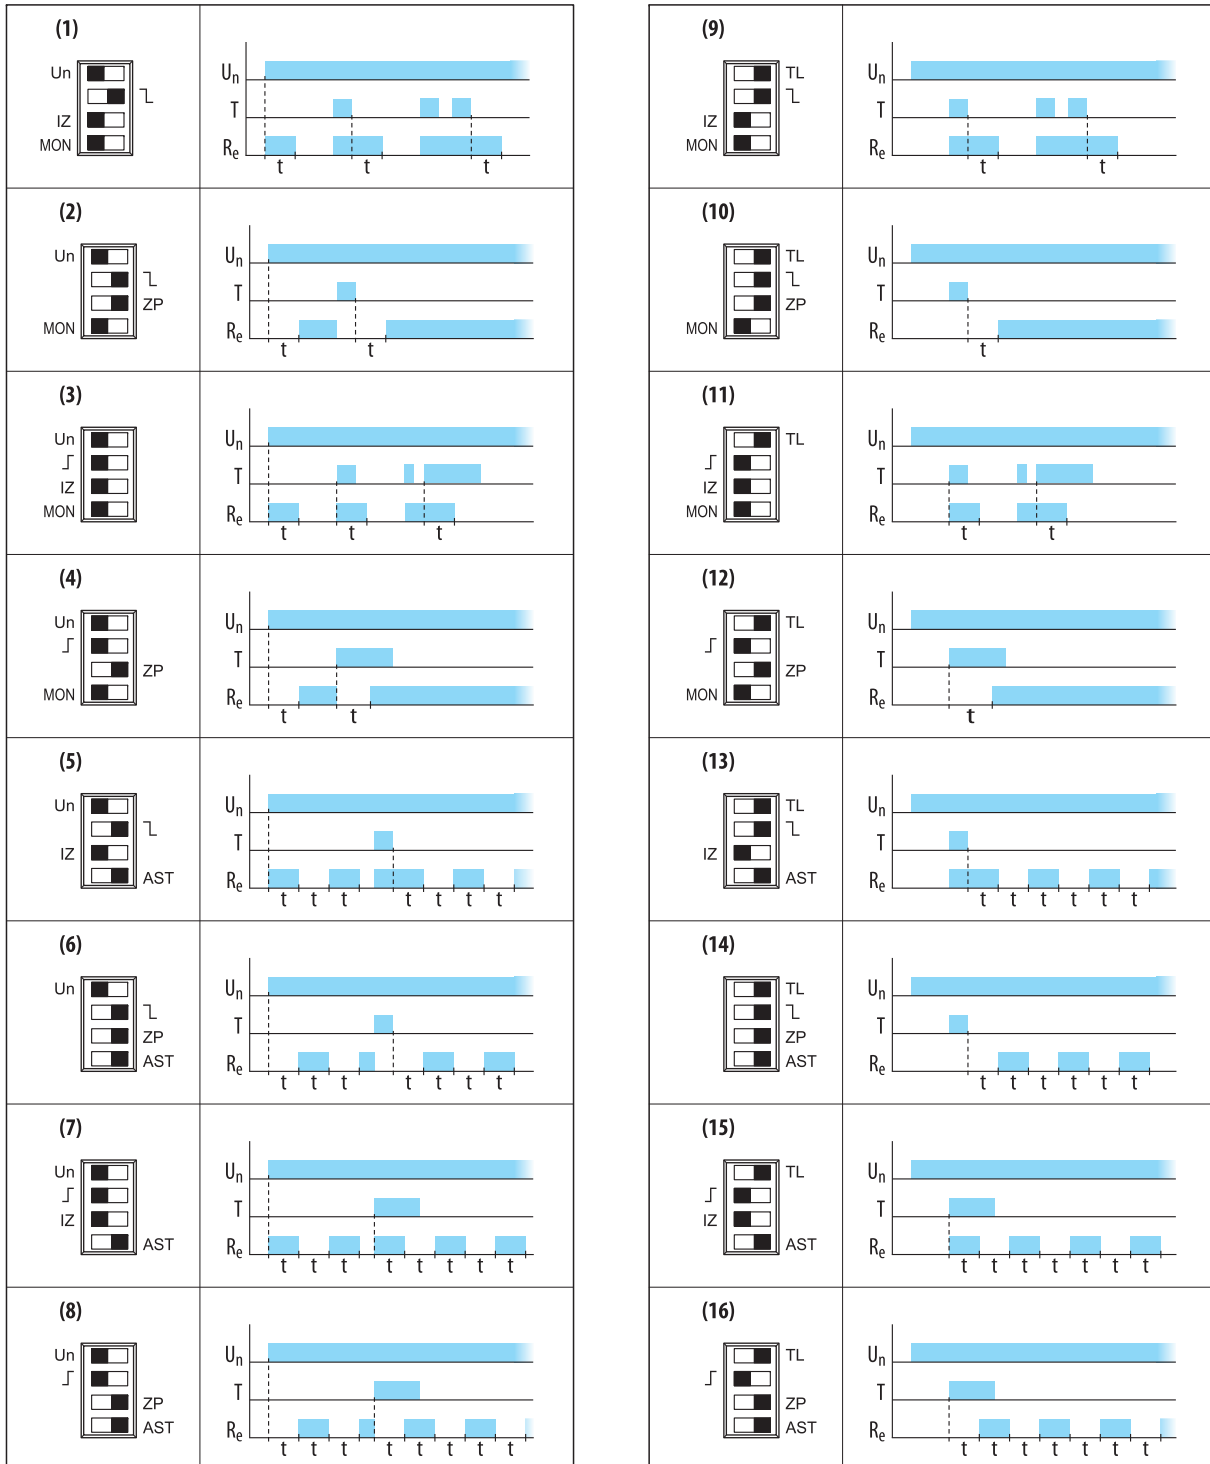 (1)
Un
IZ
MON
Un
T
Re
t t t
(2)
Un
ZP
MON
Un
T
Re
t t
(3)
Un
IZ
MON
Un
T
Re
t t t
(4)
Un
ZP
MON
Un
T
Re
t t
(5)
Un
IZ
AST
Un
T
Re
t t t t t t t
(6)
Un
ZP
AST
Un
T
Re
t t t t t t t
(7)
Un
IZ
AST
Un
T
Re
t t t t t t t t
(8)
Un
ZP
AST
Un
T
Re
t t t t t t t t
(9)
TL
IZ
MON
Un
T
Re
t t
(10)
TL
ZP
MON
Un
T
Re
t
(11)
TL
IZ
MON
Un
T
Re
t t
(12)
TL
ZP
MON
Un
T
Re
t
(13)
TL
IZ
AST
Un
T
Re
t t t t t t
(14)
TL
ZP
AST
Un
T
Re
t t t t t t
(15)
TL
IZ
AST
Un
T
Re
t t t t t t t
(16)
TL
ZP
AST
Un
T
Re
t t t t t t t